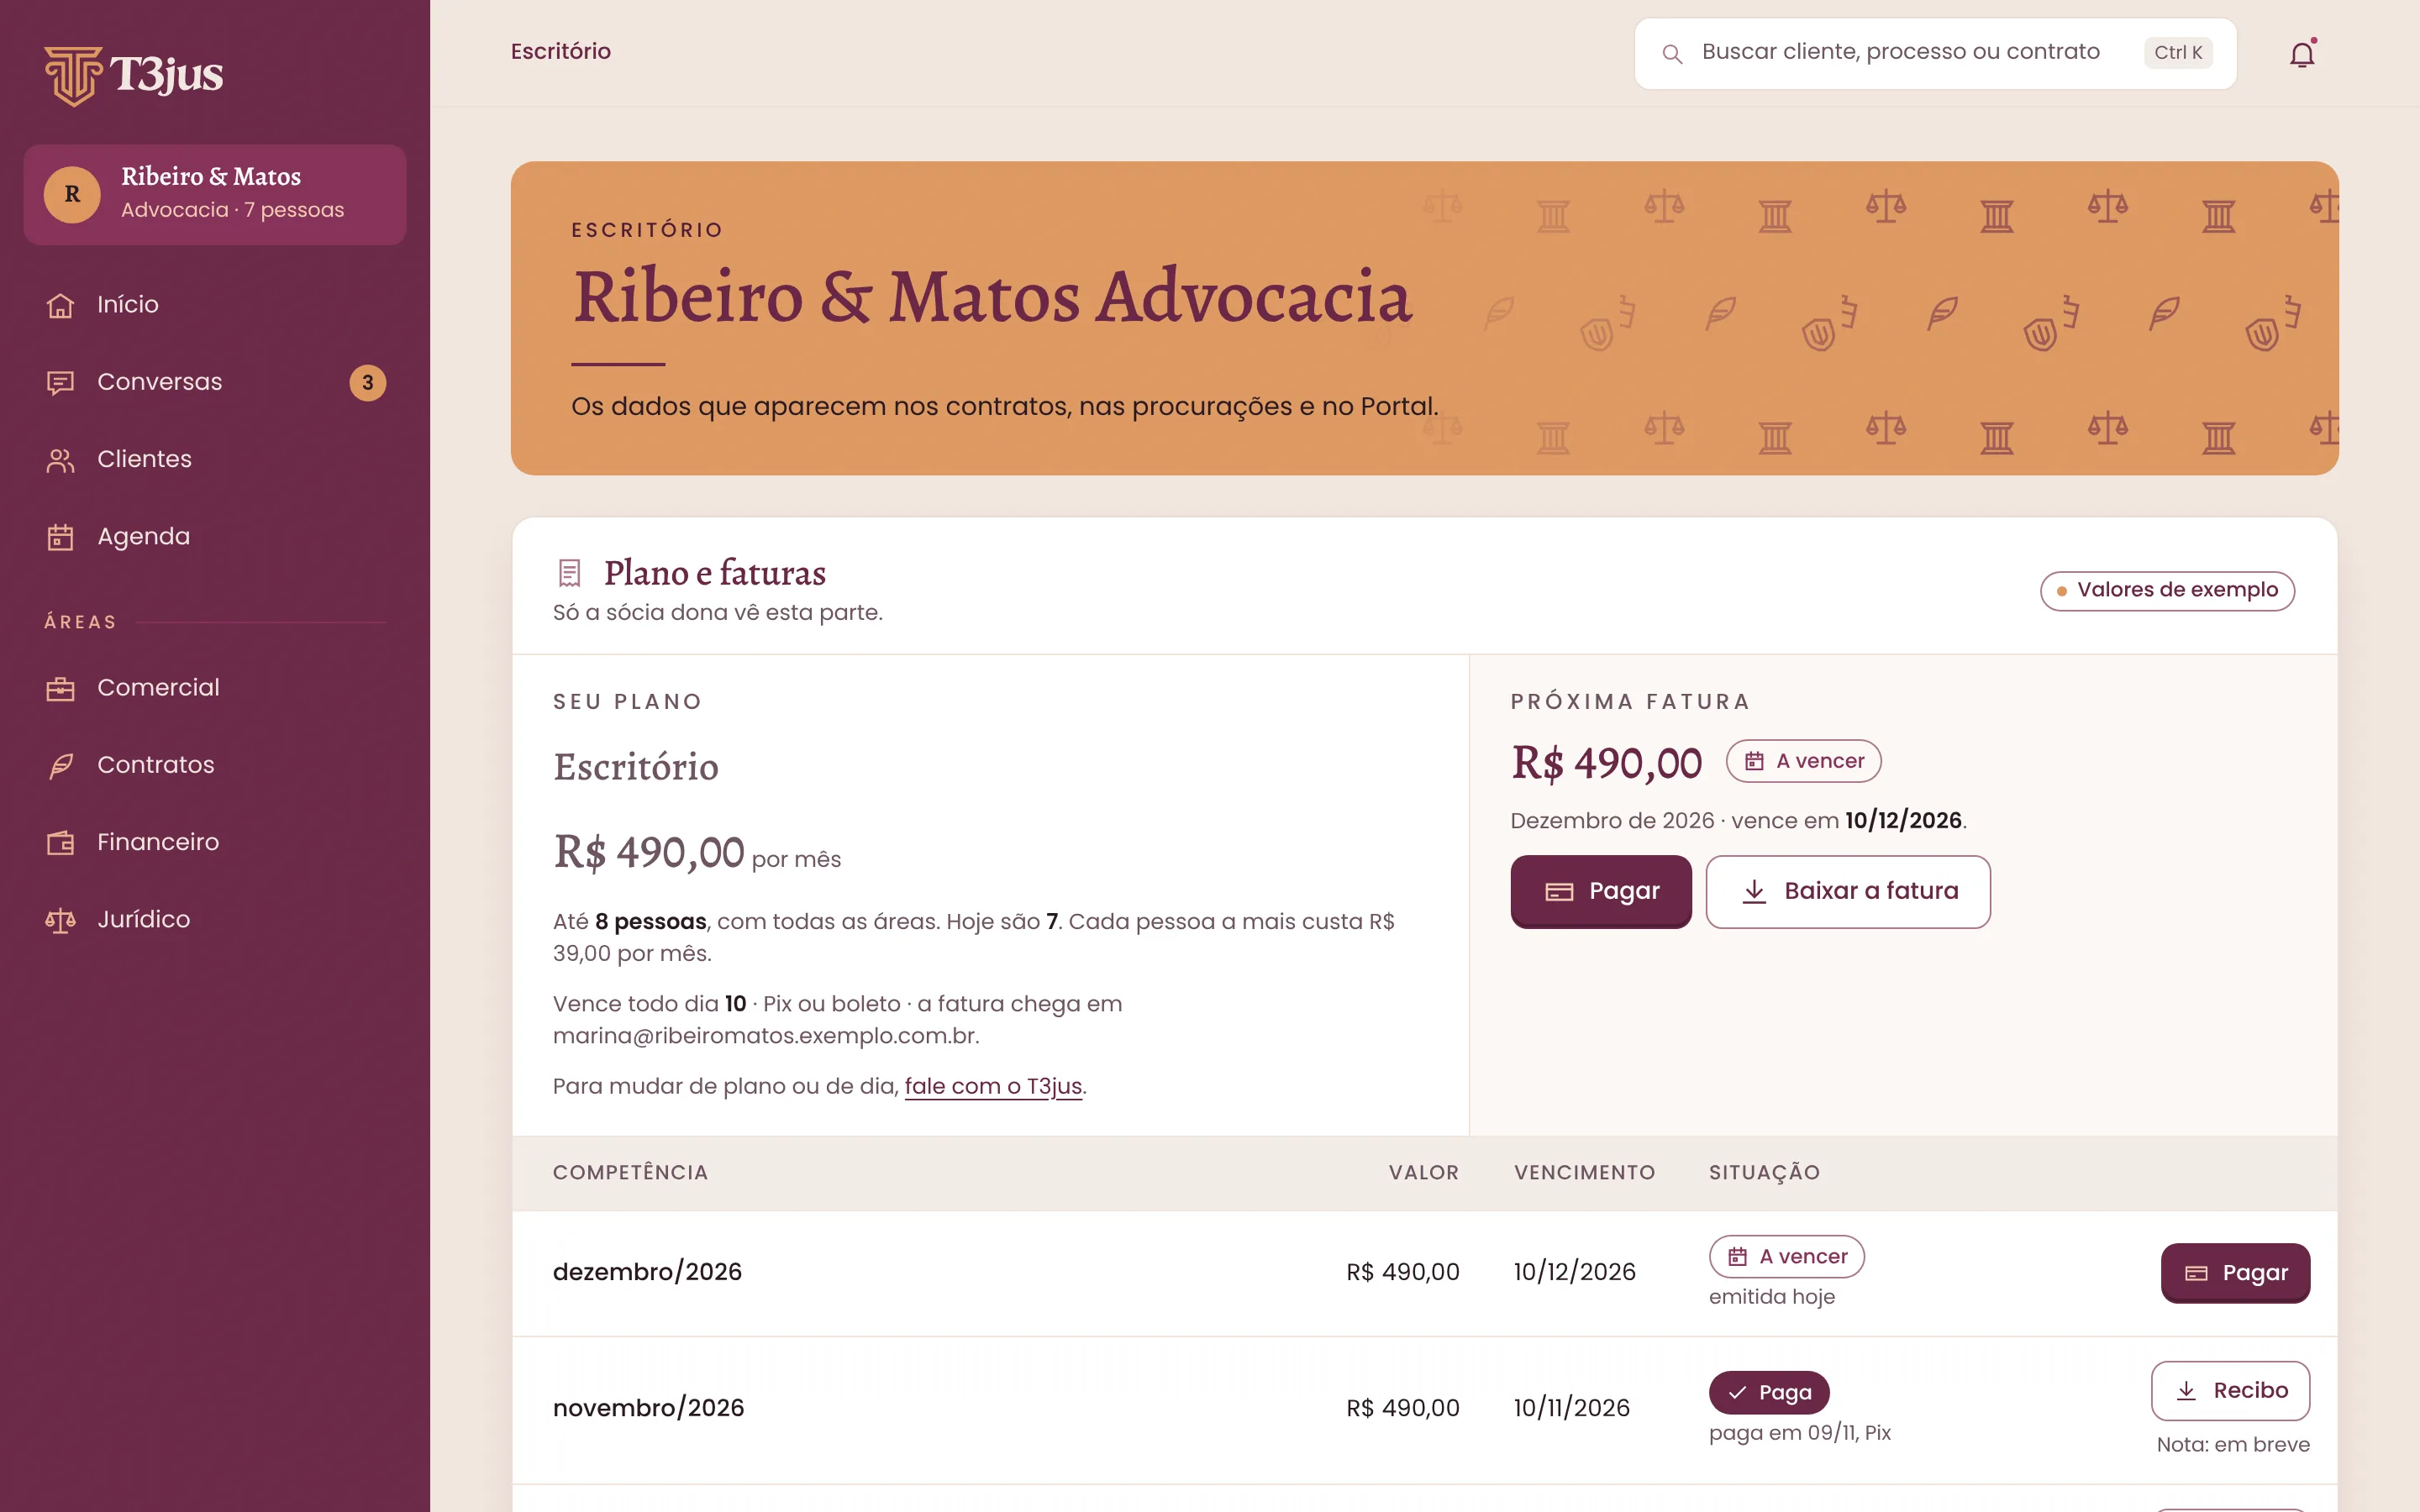 T3jus
R
Ribeiro & Matos
Advocacia · 7 pessoas
Início
Conversas
3
Clientes
Agenda
ÁREAS
Comercial
Contratos
Financeiro
Jurídico
Escritório
Buscar cliente, processo ou contrato
Ctrl K
ESCRITÓRIO
Ribeiro & Matos Advocacia
Os dados que aparecem nos contratos, nas procurações e no Portal.
Plano e faturas
Só a sócia dona vê esta parte.
Valores de exemplo
SEU PLANO
Escritório
R$ 490,00 por mês
Até 8 pessoas, com todas as áreas. Hoje são 7. Cada pessoa a mais custa R$
39,00 por mês.
Vence todo dia 10 · Pix ou boleto · a fatura chega em
marina@ribeiromatos.exemplo.com.br.
Para mudar de plano ou de dia, fale com o T3jus.
PRÓXIMA FATURA
R$ 490,00
A vencer
Dezembro de 2026 · vence em 10/12/2026.
Pagar
Baixar a fatura
COMPETÊNCIA
VALOR
VENCIMENTO
SITUAÇÃO
dezembro/2026
R$ 490,00
10/12/2026
A vencer
emitida hoje
Pagar
novembro/2026
R$ 490,00
10/11/2026
Paga
paga em 09/11, Pix
Recibo
Nota: em breve